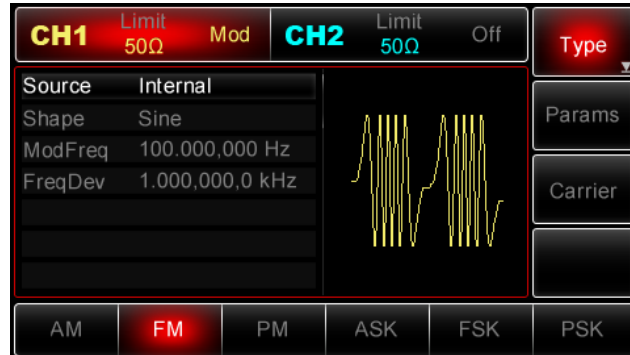 CH1 Limit 50Ω Mod CH2 Limit 50Ω Off Type
Source Internal
Shape Sine
ModFreq 100.000,000 Hz
FreqDev 1.000,000,0 kHz
Params
Carrier
AM FM PM ASK FSK PSK